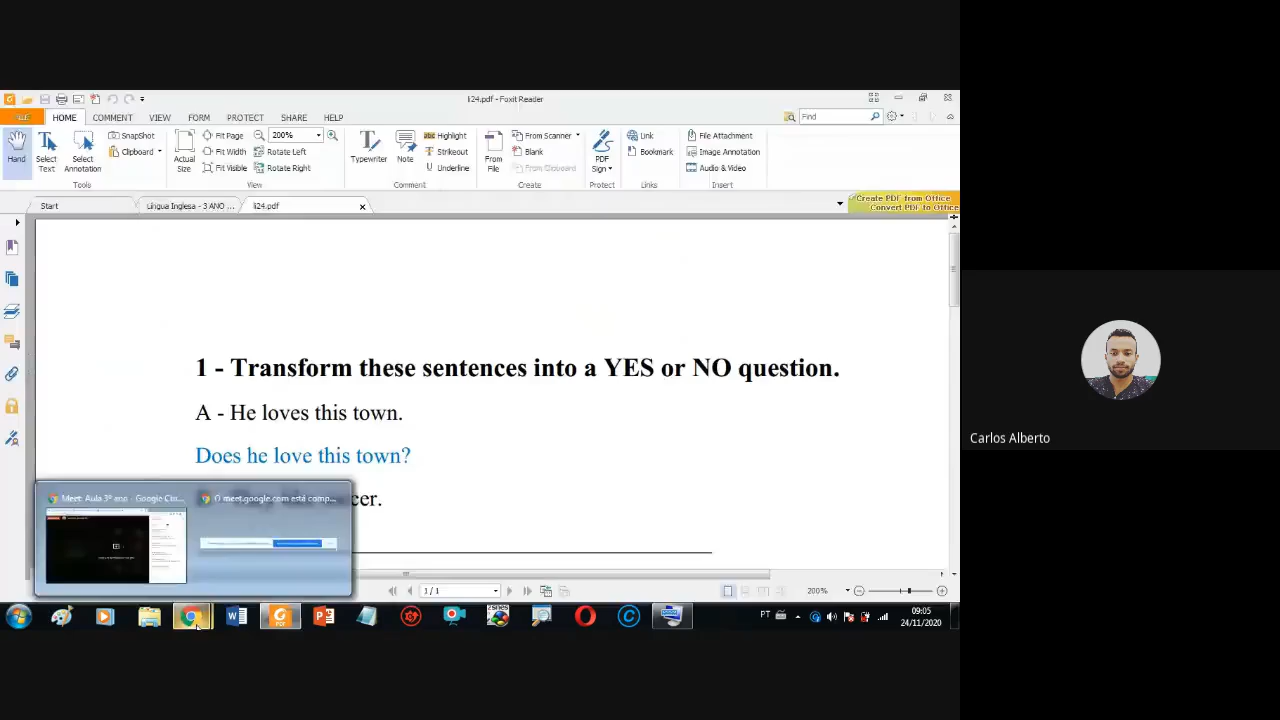 li24.pdf - Foxit Reader
FILE HOME COMMENT VIEW FORM PROTECT SHARE HELP Find
Hand
Select Text
Select Annotation
SnapShot
Clipboard
Tools
Actual Size
Fit Page
Fit Width
Fit Visible
200%
Rotate Left
Rotate Right
View
Typewriter
Note
Highlight
Strikeout
Underline
Comment
From File
From Scanner
Blank
From Clipboard
Create
PDF Sign
Protect
Link
Bookmark
Links
File Attachment
Image Annotation
Audio & Video
Insert
Start Lingua Inglesa - 3 ANO ... li24.pdf
Create PDF from Office
Convert PDF to Office
1 - Transform these sentences into a YES or NO question.
A - He loves this town.
Does he love this town?
cer.
Meet: Aula 3º ano - Google Chr... O meet.google.com está comp...
1 / 1 200%
PT 09:05
24/11/2020
Carlos Alberto